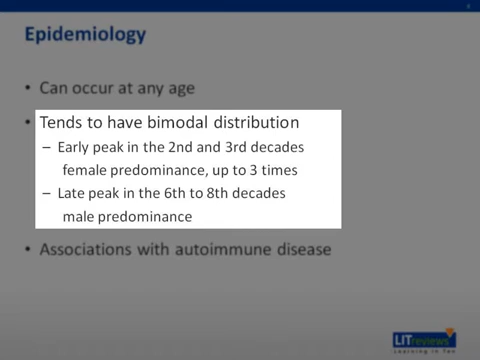 Epidemiology
• Can occur at any age
• Tends to have bimodal distribution
– Early peak in the 2nd and 3rd decades
female predominance, up to 3 times
– Late peak in the 6th to 8th decades
male predominance
• Associations with autoimmune disease
LITreviews
Learning in Ten